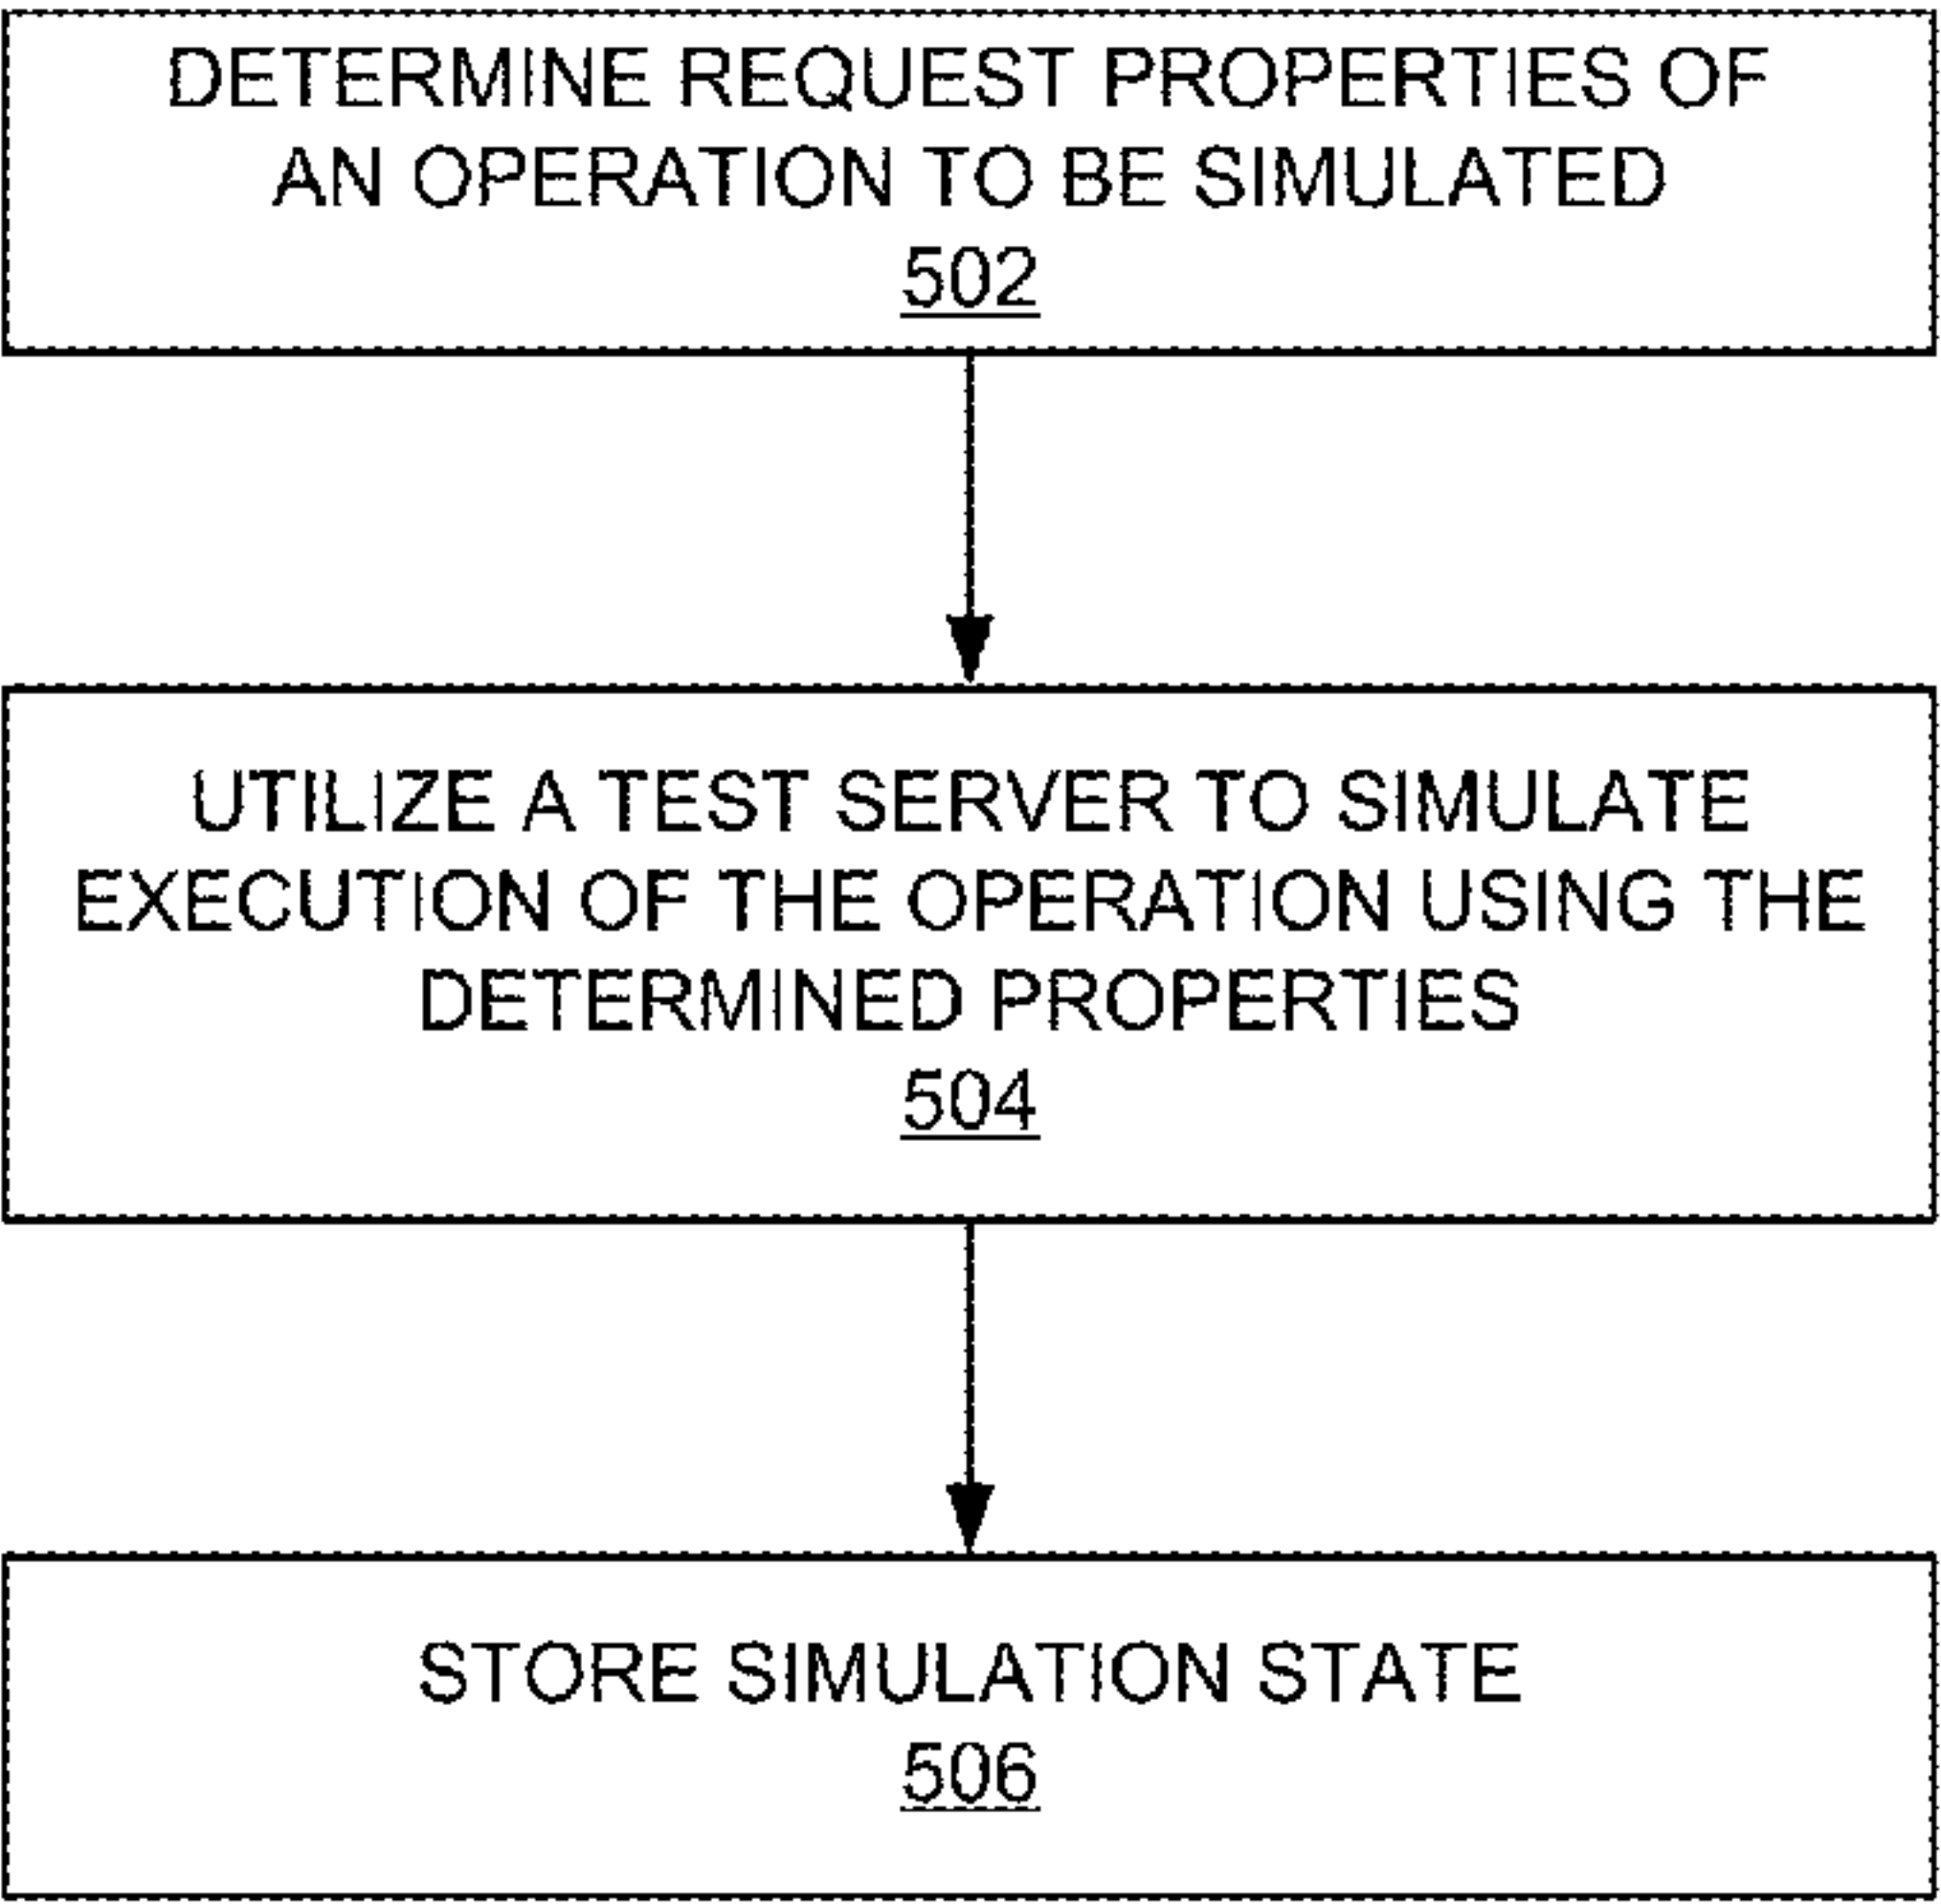 DETERMINE REQUEST PROPERTIES OF
AN OPERATION TO BE SIMULATED
502
UTILIZE A TEST SERVER TO SIMULATE
EXECUTION OF THE OPERATION USING THE
DETERMINED PROPERTIES
504
STORE SIMULATION STATE
506